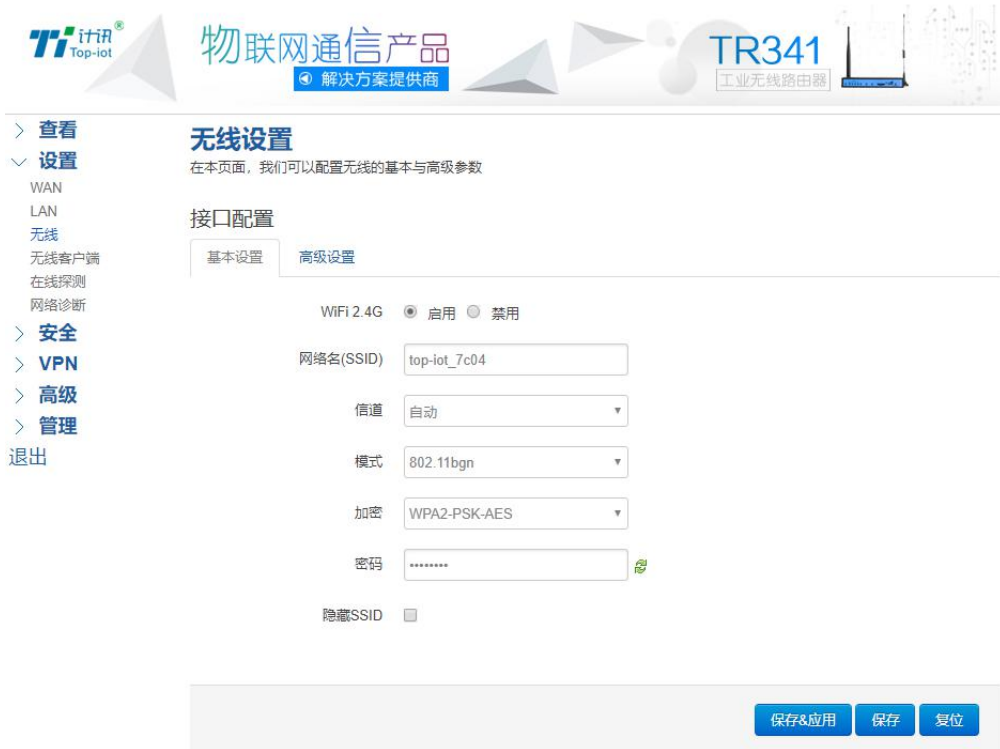 计讯®
Top-iot
物联网通信产品
解决方案提供商
TR341
工业无线路由器
查看
设置
WAN
LAN
无线
无线客户端
在线探测
网络诊断
安全
VPN
高级
管理
退出
无线设置
在本页面，我们可以配置无线的基本与高级参数
接口配置
基本设置 高级设置
WiFi 2.4G 启用 禁用
网络名(SSID) top-iot_7c04
信道 自动
模式 802.11bgn
加密 WPA2-PSK-AES
密码 ••••••••
隐藏SSID
保存&应用 保存 复位